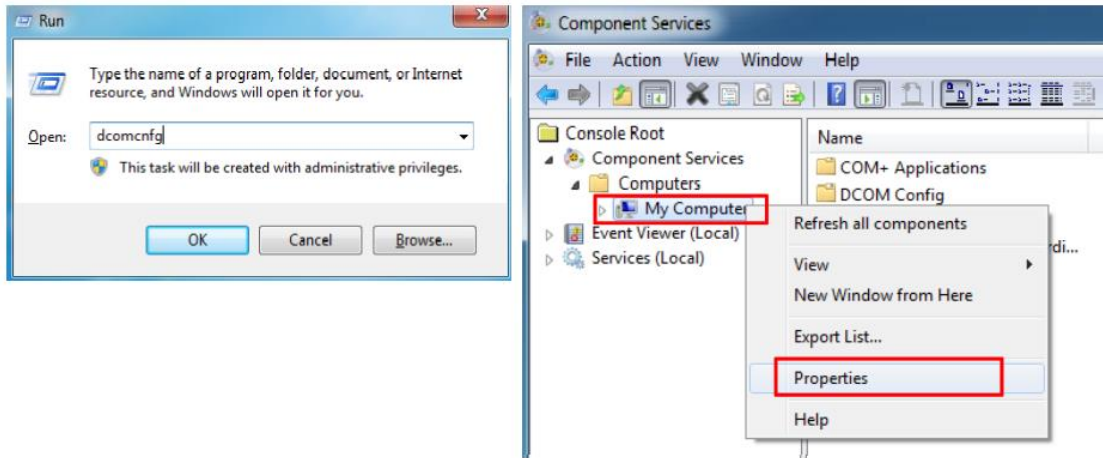 Run
Type the name of a program, folder, document, or Internet
resource, and Windows will open it for you.
Open:
dcomcnfg
This task will be created with administrative privileges.
OK
Cancel
Browse...
Component Services
File Action View Window Help
Console Root
Component Services
Computers
My Computer
Event Viewer (Local)
Services (Local)
Name
COM+ Applications
DCOM Config
rdi...
Refresh all components
View
New Window from Here
Export List...
Properties
Help